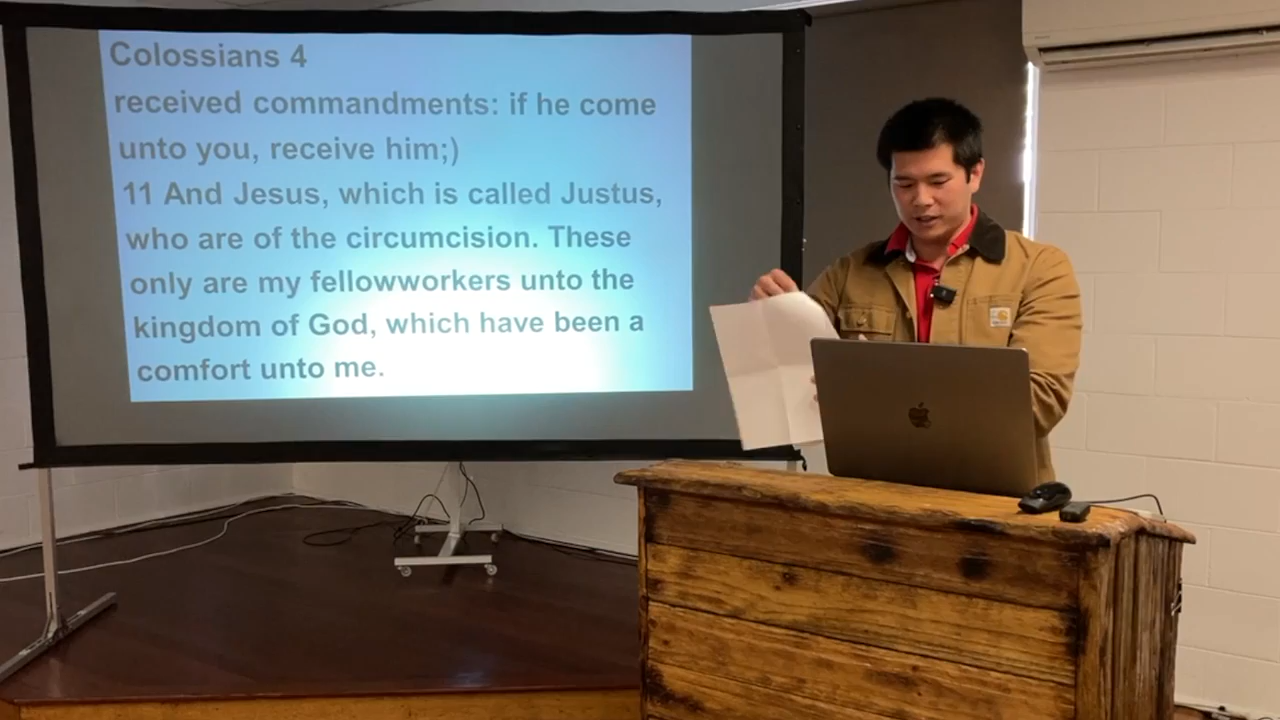 Colossians 4
received commandments: if he come
unto you, receive him;)
11 And Jesus, which is called Justus,
who are of the circumcision. These
only are my fellowworkers unto the
kingdom of God, which have been a
comfort unto me.